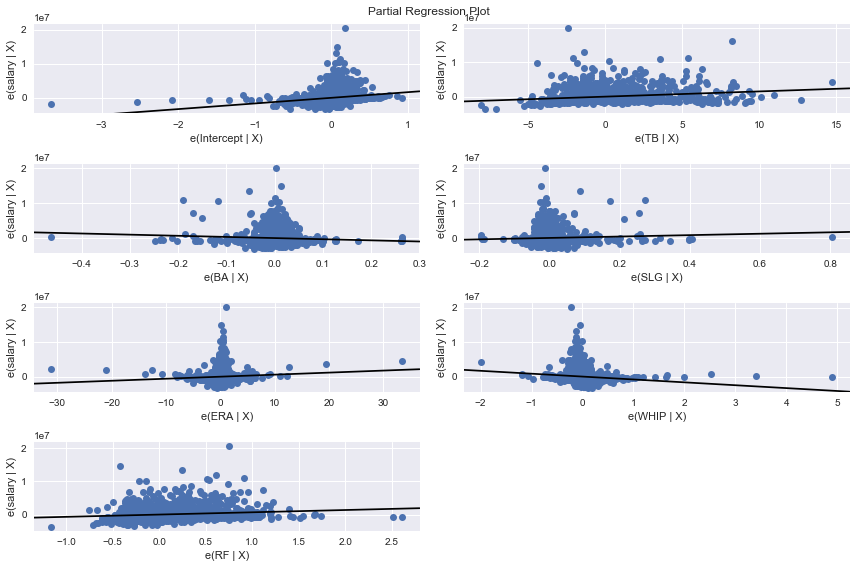 Partial Regression Plot
1e7
2
1
0
e(salary | X)
−3 −2 −1 0 1
e(Intercept | X)
1e7
2
1
0
e(salary | X)
−5 0 5 10 15
e(TB | X)
1e7
2
1
0
e(salary | X)
−0.4 −0.3 −0.2 −0.1 0.0 0.1 0.2 0.3
e(BA | X)
1e7
2
1
0
e(salary | X)
−0.2 0.0 0.2 0.4 0.6 0.8
e(SLG | X)
1e7
2
1
0
e(salary | X)
−30 −20 −10 0 10 20 30
e(ERA | X)
1e7
2
1
0
e(salary | X)
−2 −1 0 1 2 3 4 5
e(WHIP | X)
1e7
2
1
0
e(salary | X)
−1.0 −0.5 0.0 0.5 1.0 1.5 2.0 2.5
e(RF | X)